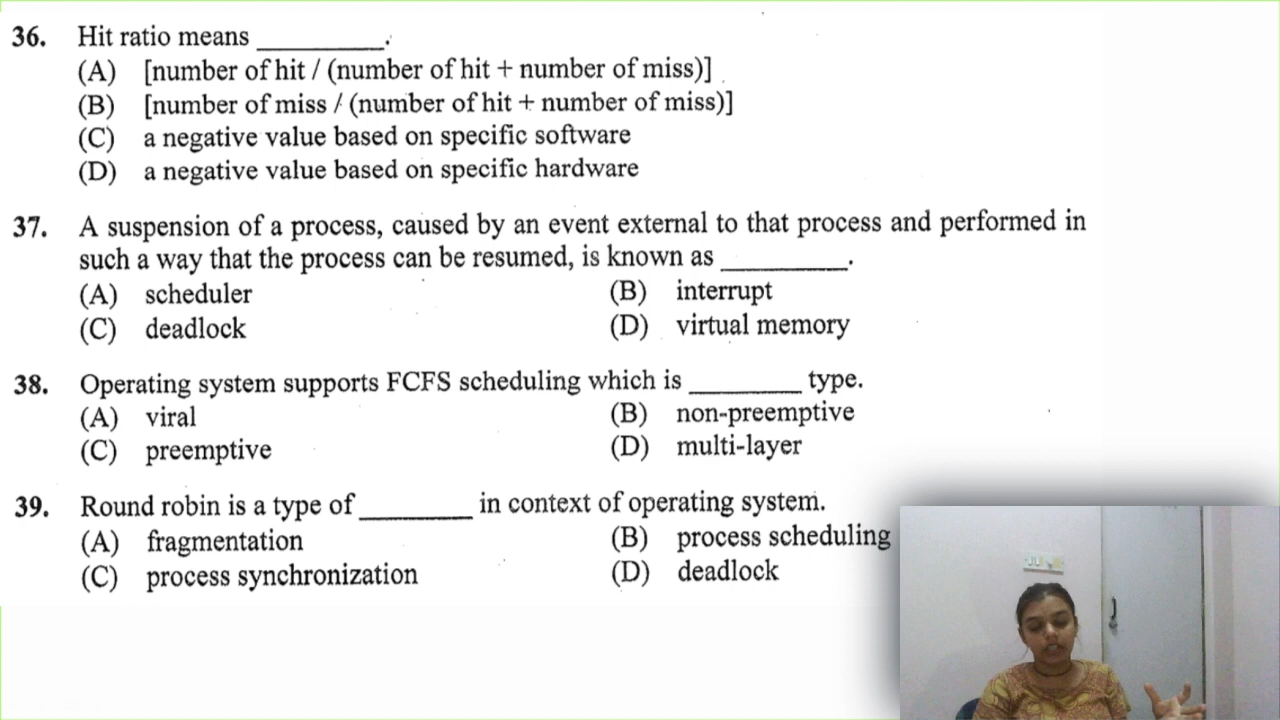 36. Hit ratio means __________.
(A) [number of hit / (number of hit + number of miss)]
(B) [number of miss / (number of hit + number of miss)]
(C) a negative value based on specific software
(D) a negative value based on specific hardware
37. A suspension of a process, caused by an event external to that process and performed in
such a way that the process can be resumed, is known as __________.
(A) scheduler (B) interrupt
(C) deadlock (D) virtual memory
38. Operating system supports FCFS scheduling which is _________ type.
(A) viral (B) non-preemptive
(C) preemptive (D) multi-layer
39. Round robin is a type of _________ in context of operating system.
(A) fragmentation (B) process scheduling
(C) process synchronization (D) deadlock